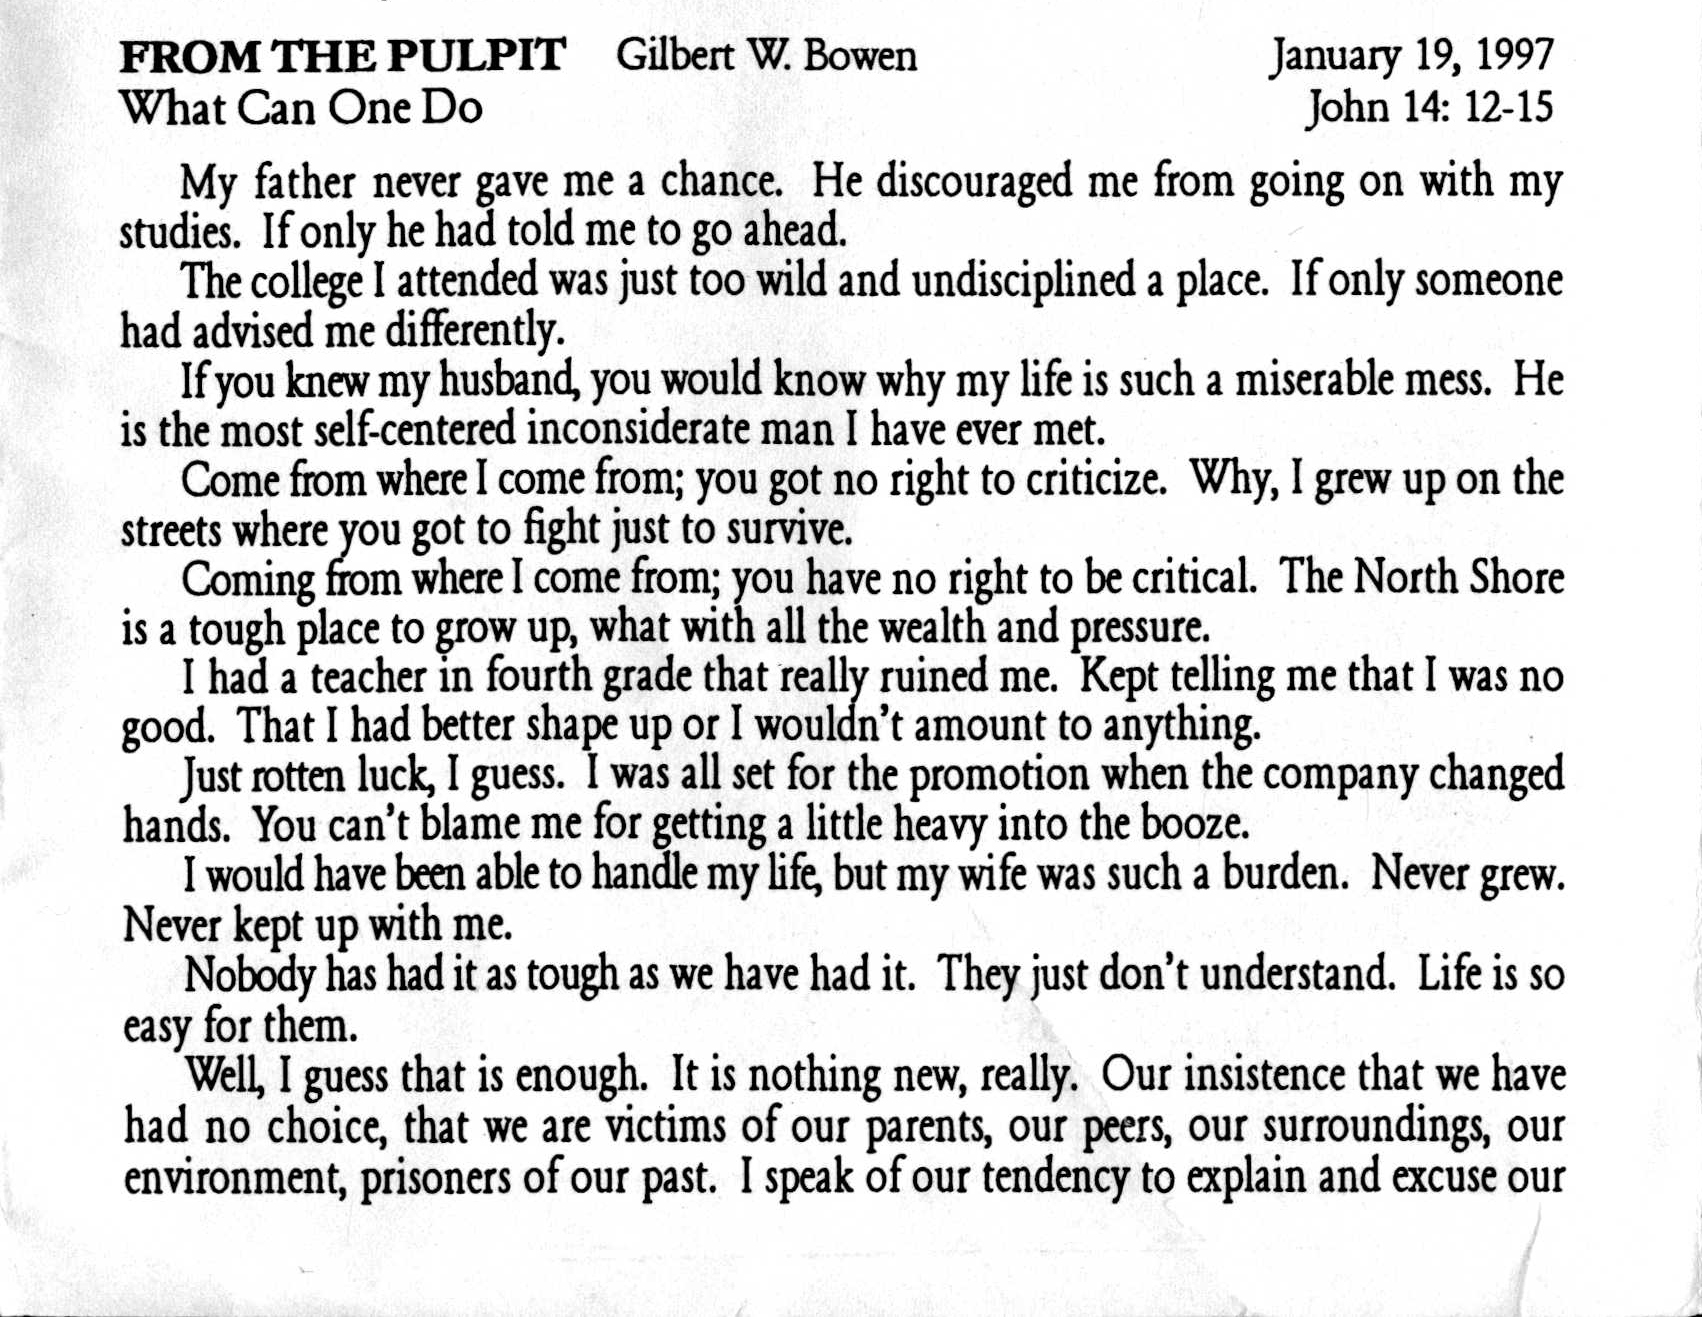 FROM THE PULPIT Gilbert W. Bowen January 19, 1997
What Can One Do John 14: 12-15
My father never gave me a chance. He discouraged me from going on with my
studies. If only he had told me to go ahead.
The college I attended was just too wild and undisciplined a place. If only someone
had advised me differently.
If you knew my husband, you would know why my life is such a miserable mess. He
is the most self-centered inconsiderate man I have ever met.
Come from where I come from; you got no right to criticize. Why, I grew up on the
streets where you got to fight just to survive.
Coming from where I come from; you have no right to be critical. The North Shore
is a tough place to grow up, what with all the wealth and pressure.
I had a teacher in fourth grade that really ruined me. Kept telling me that I was no
good. That I had better shape up or I wouldn't amount to anything.
Just rotten luck, I guess. I was all set for the promotion when the company changed
hands. You can't blame me for getting a little heavy into the booze.
I would have been able to handle my life, but my wife was such a burden. Never grew.
Never kept up with me.
Nobody has had it as tough as we have had it. They just don't understand. Life is so
easy for them.
Well, I guess that is enough. It is nothing new, really. Our insistence that we have
had no choice, that we are victims of our parents, our peers, our surroundings, our
environment, prisoners of our past. I speak of our tendency to explain and excuse our